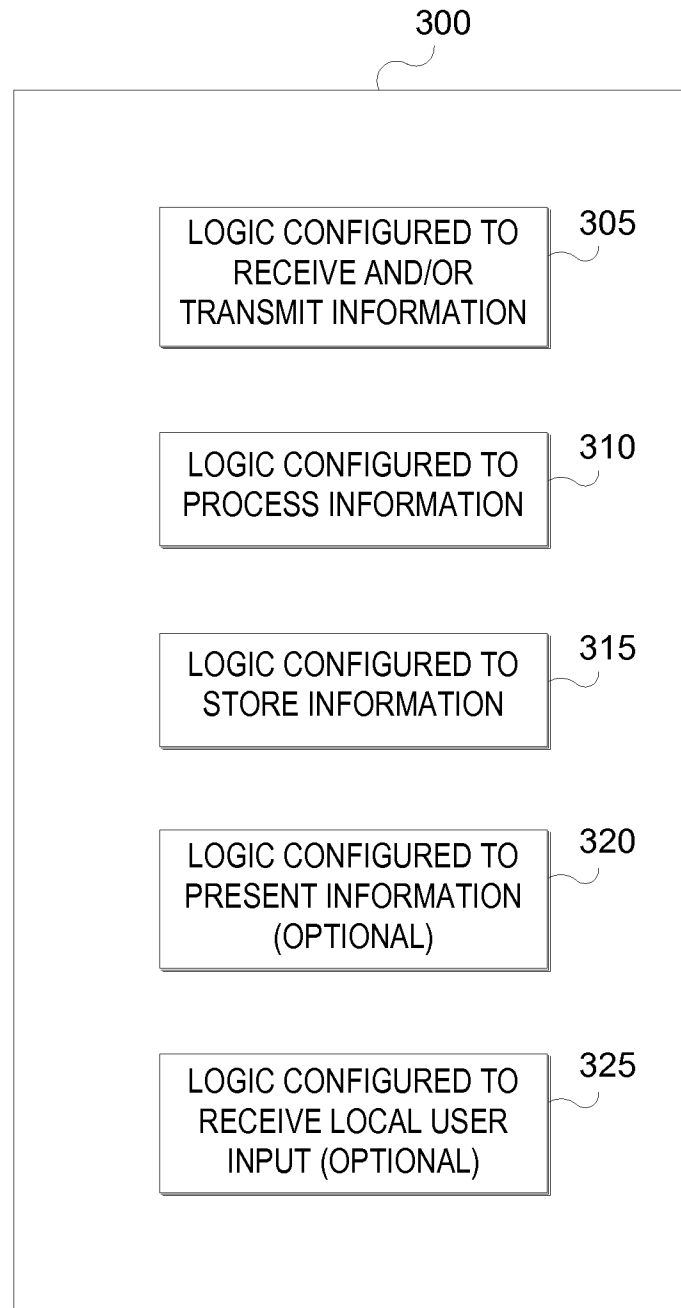 300
LOGIC CONFIGURED TO
RECEIVE AND/OR
TRANSMIT INFORMATION
305
LOGIC CONFIGURED TO
PROCESS INFORMATION
310
LOGIC CONFIGURED TO
STORE INFORMATION
315
LOGIC CONFIGURED TO
PRESENT INFORMATION
(OPTIONAL)
320
LOGIC CONFIGURED TO
RECEIVE LOCAL USER
INPUT (OPTIONAL)
325